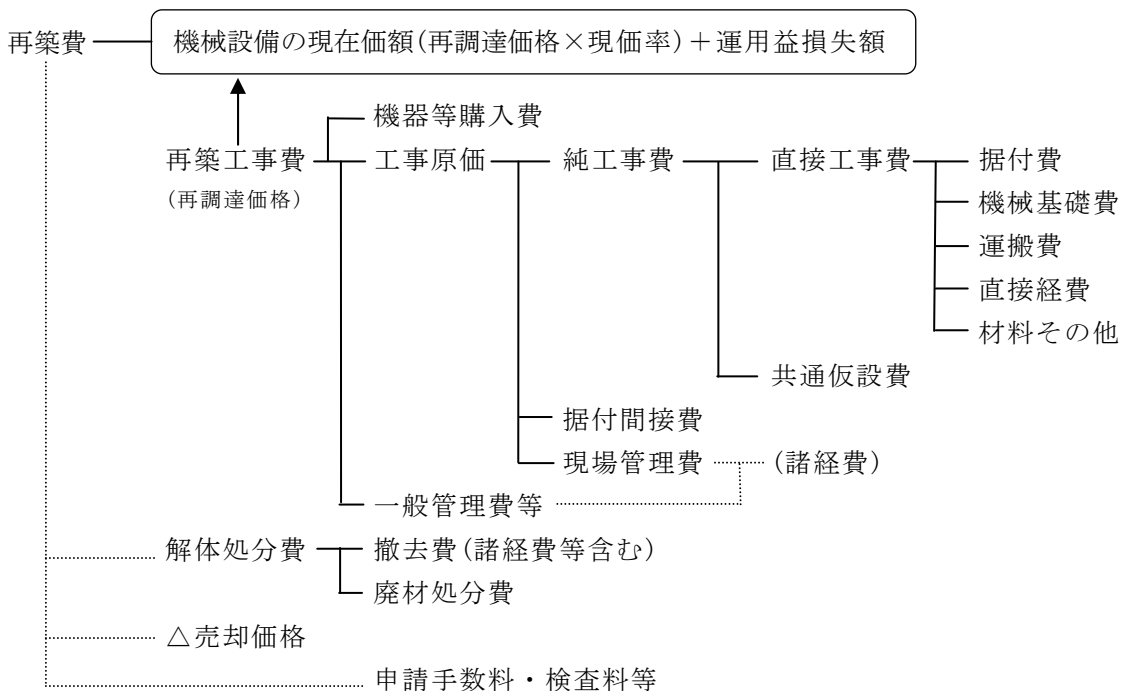 再築費 機械設備の現在価額(再調達価格×現価率)＋運用益損失額
機器等購入費
再築工事費 工事原価 純工事費 直接工事費 据付費
(再調達価格) 機械基礎費
運搬費
直接経費
材料その他
共通仮設費
据付間接費
現場管理費 (諸経費)
一般管理費等
解体処分費 撤去費(諸経費等含む)
廃材処分費
△売却価格
申請手数料・検査料等